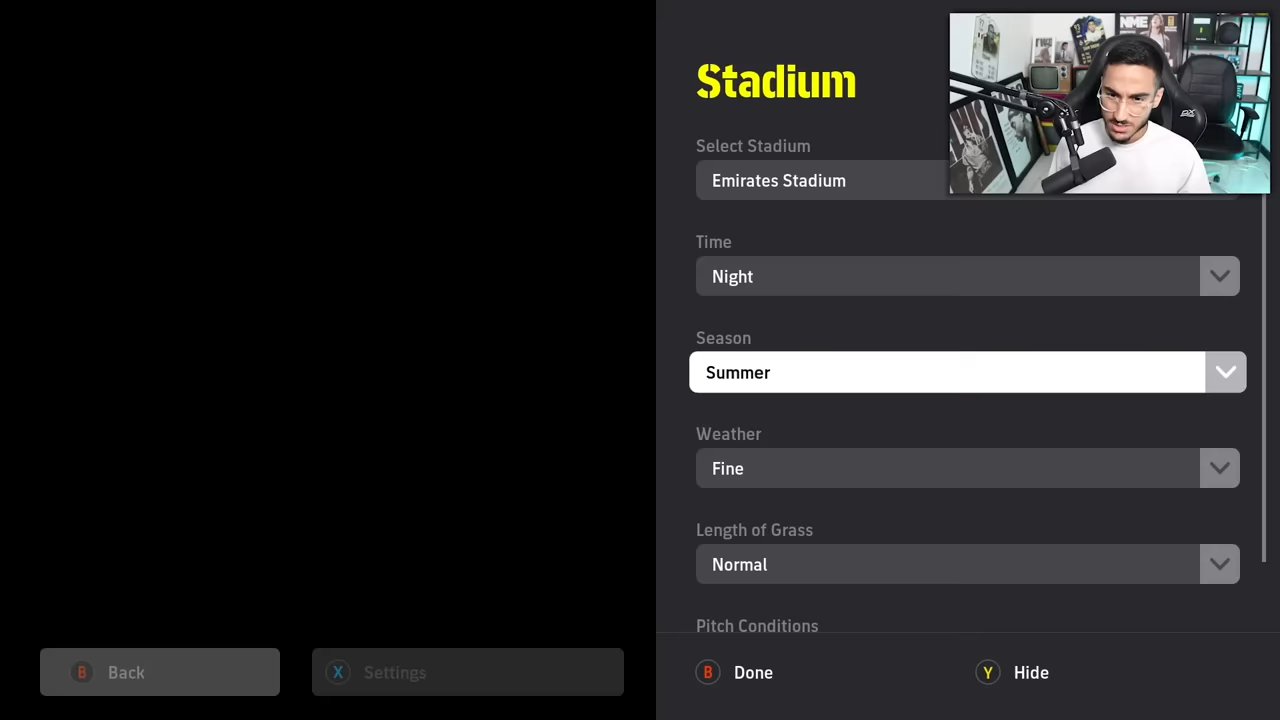 Stadium
NME
Select Stadium
Emirates Stadium
Time
Night
Season
Summer
Weather
Fine
Length of Grass
Normal
Pitch Conditions
B Back
X Settings
B Done
Y Hide